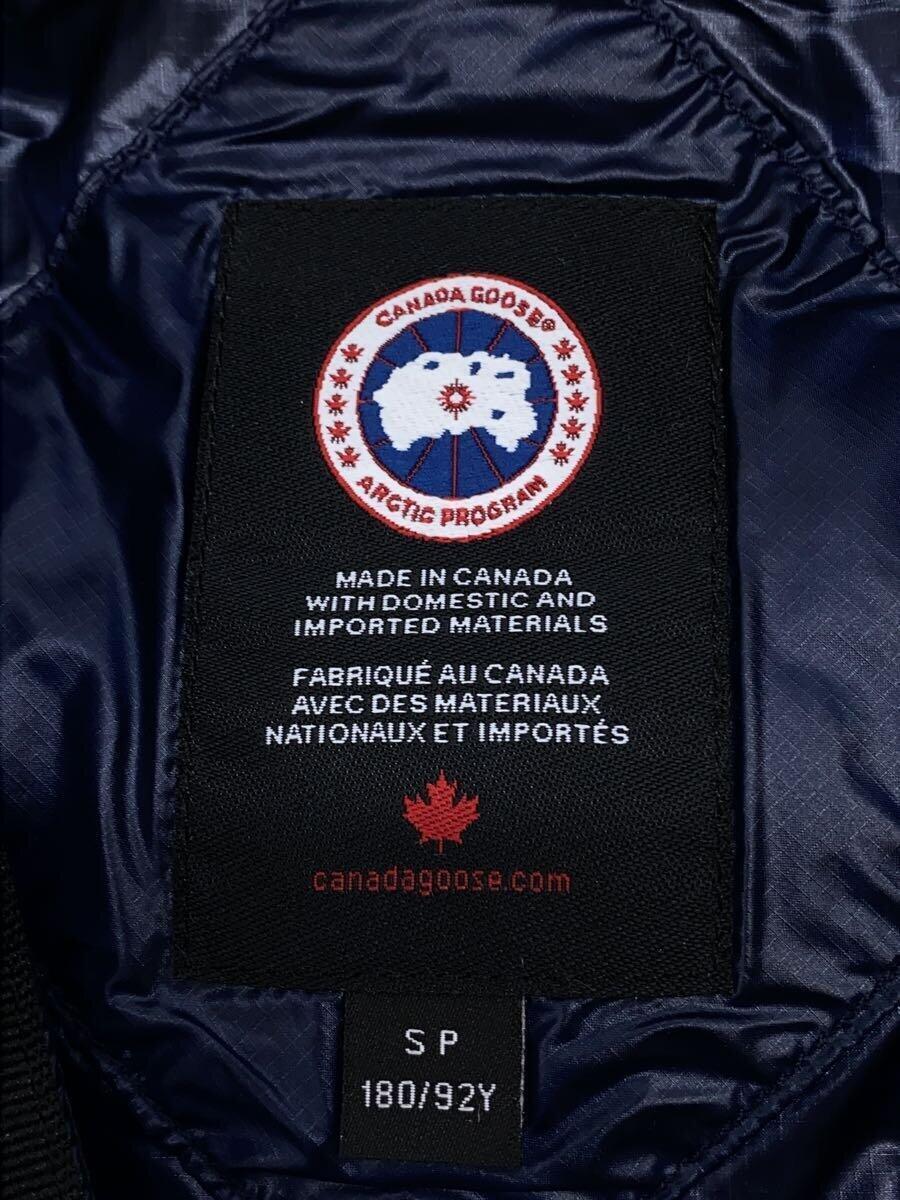 CANADA GOOSE®
ARCTIC PROGRAM
MADE IN CANADA
WITH DOMESTIC AND
IMPORTED MATERIALS
FABRIQUÉ AU CANADA
AVEC DES MATERIAUX
NATIONAUX ET IMPORTÉS
canadagoose.com
S P
180/92Y